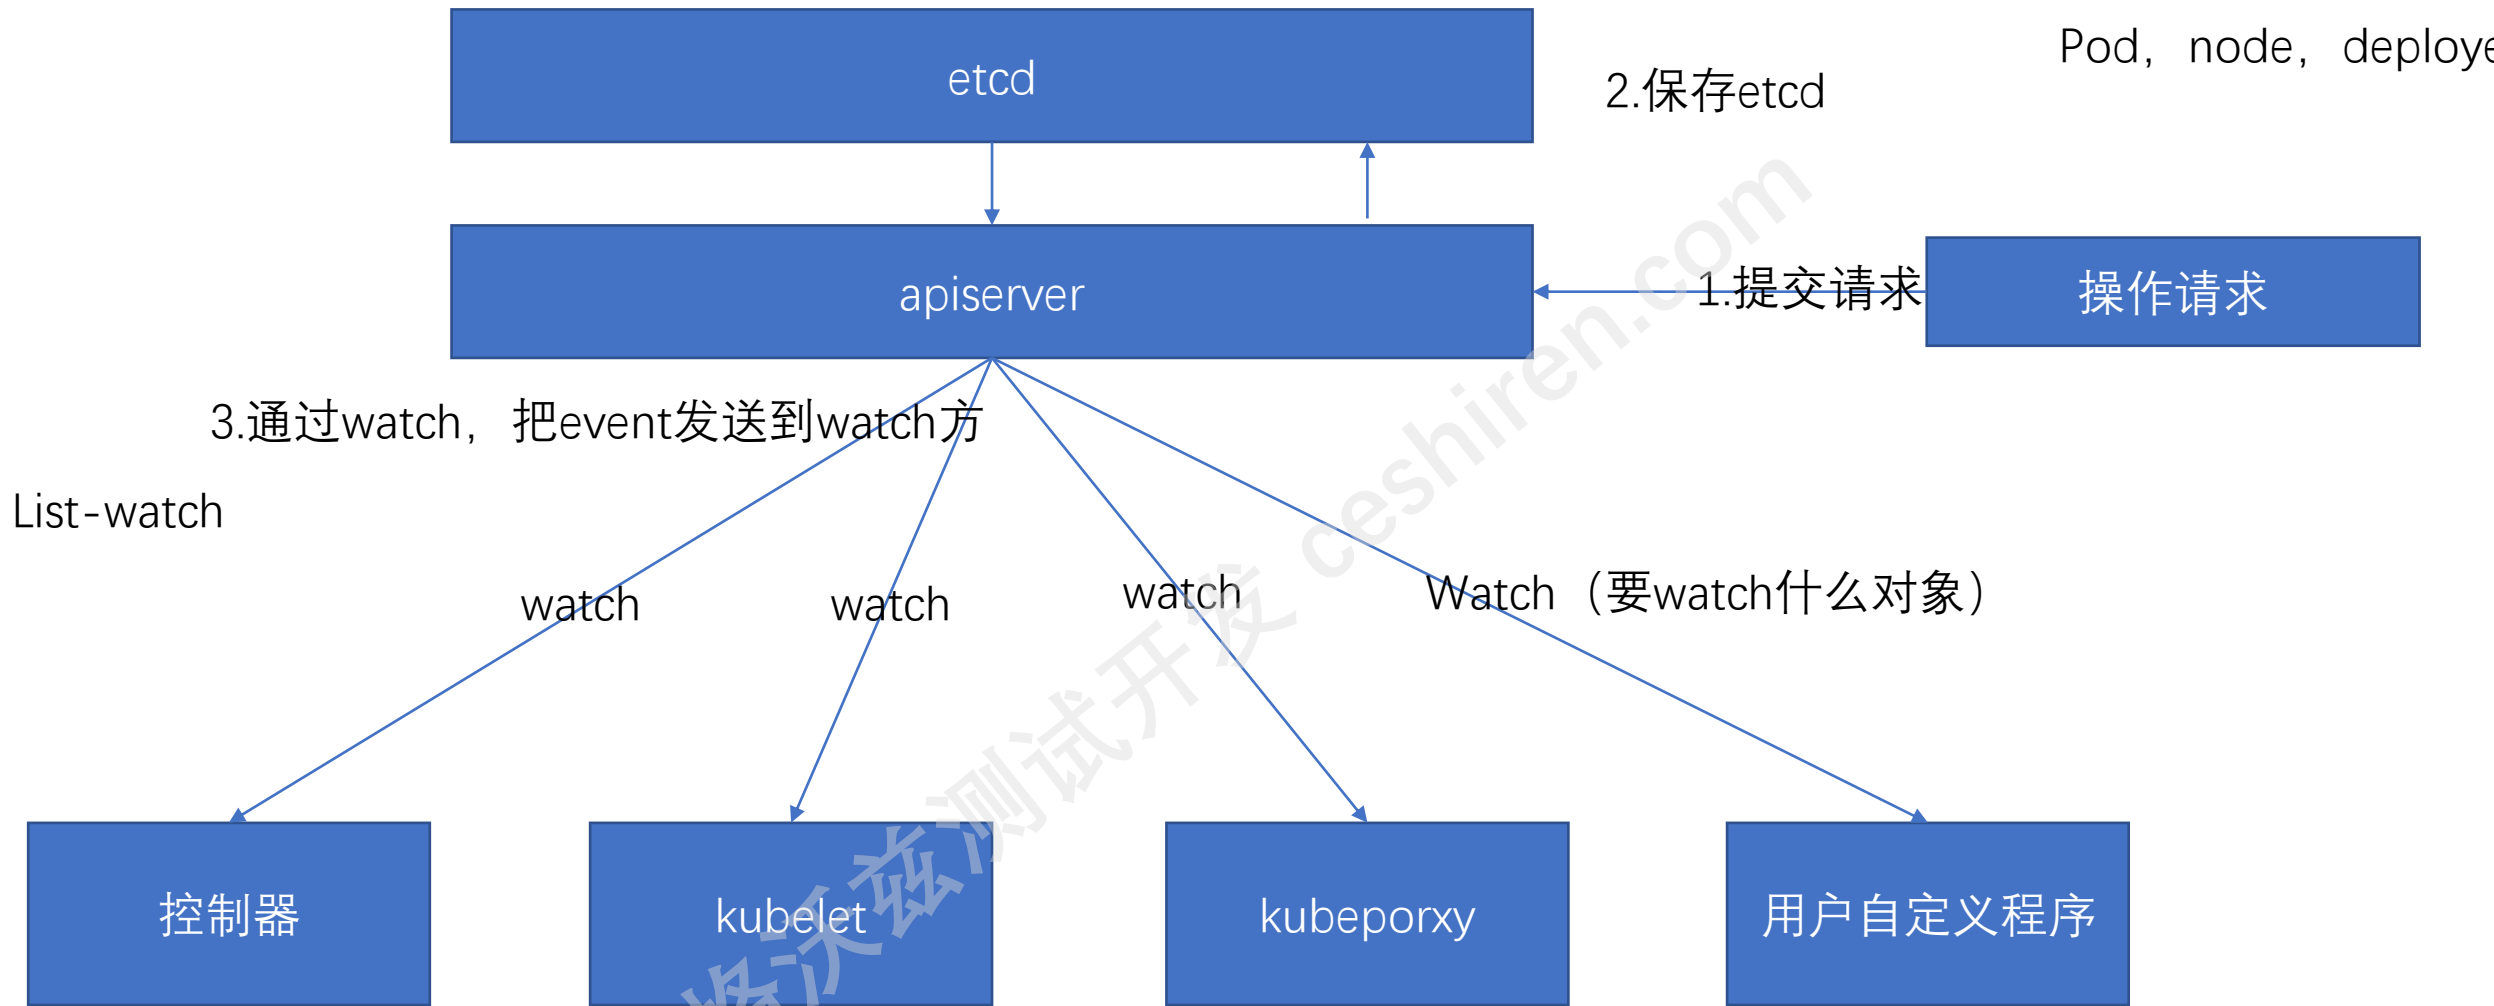 etcd
Pod，node，deploye
2.保存etcd
apiserver
1.提交请求
操作请求
3.通过watch，把event发送到watch方
List-watch
watch
watch
watch
Watch（要watch什么对象）
控制器
kubelet
kubeporxy
用户自定义程序
沃兹测试开发 ceshiren.com